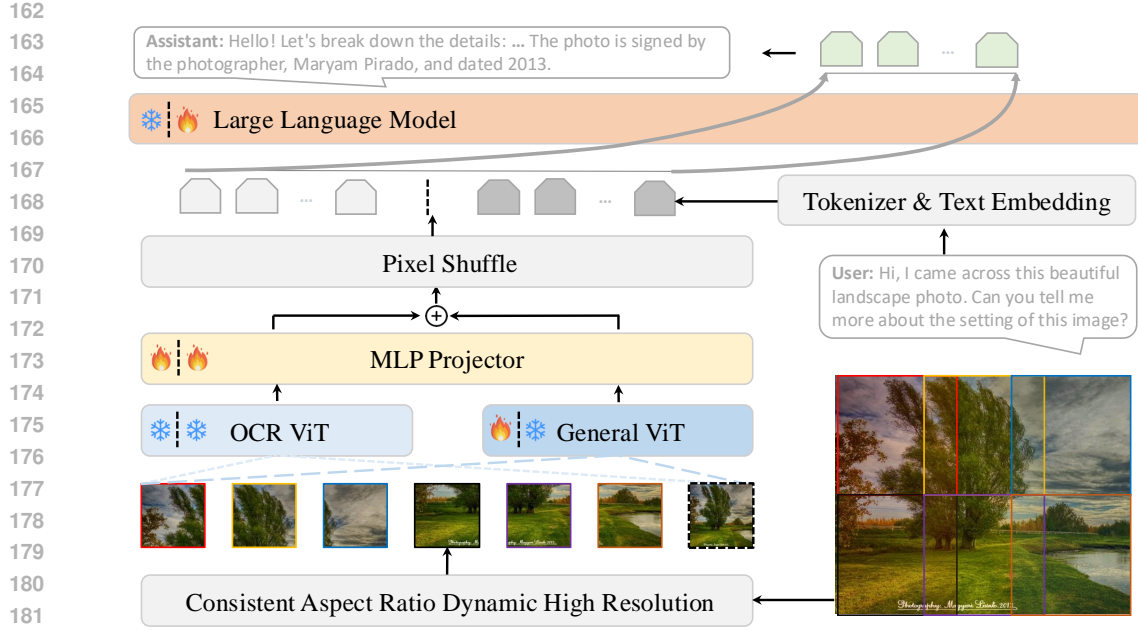 162
163
164
165
166
167
168
169
170
171
172
173
174
175
176
177
178
179
180
181
Assistant: Hello! Let's break down the details: ... The photo is signed by
the photographer, Maryam Pirado, and dated 2013.
...
Large Language Model
...
...
Tokenizer & Text Embedding
Pixel Shuffle
User: Hi, I came across this beautiful
landscape photo. Can you tell me
more about the setting of this image?
+
MLP Projector
OCR ViT
General ViT
Consistent Aspect Ratio Dynamic High Resolution
Photography: